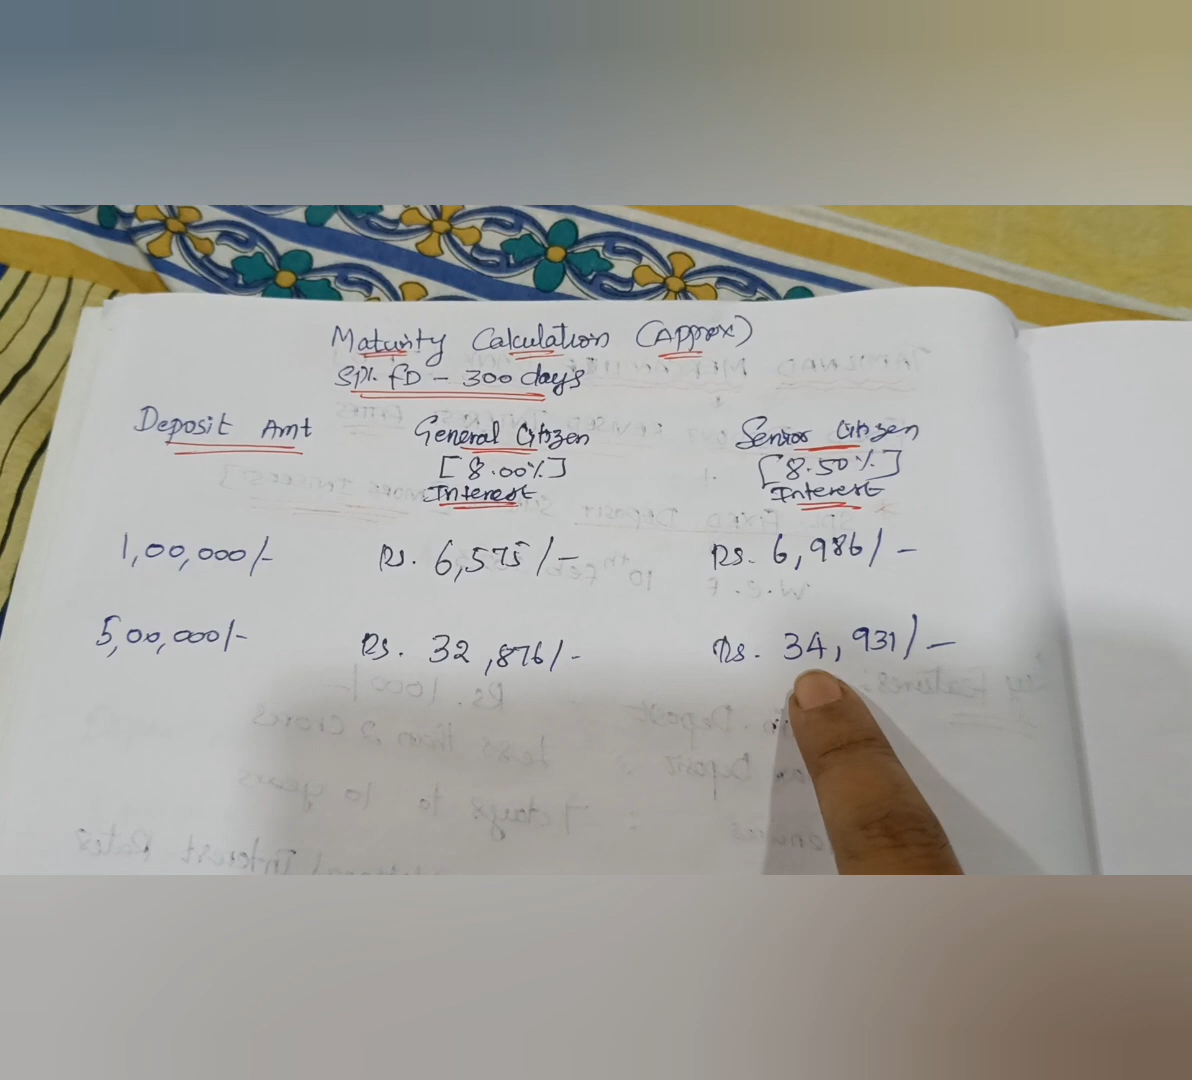 Maturity Calculation (Approx)
Spl. FD - 300 days
Deposit Amt General Citizen Senior Citizen
[8.00%] [8.50%]
Interest Interest
1,00,000/- Rs. 6,575/- Rs. 6,986/-
5,00,000/- Rs. 32,876/- Rs. 34,931/-